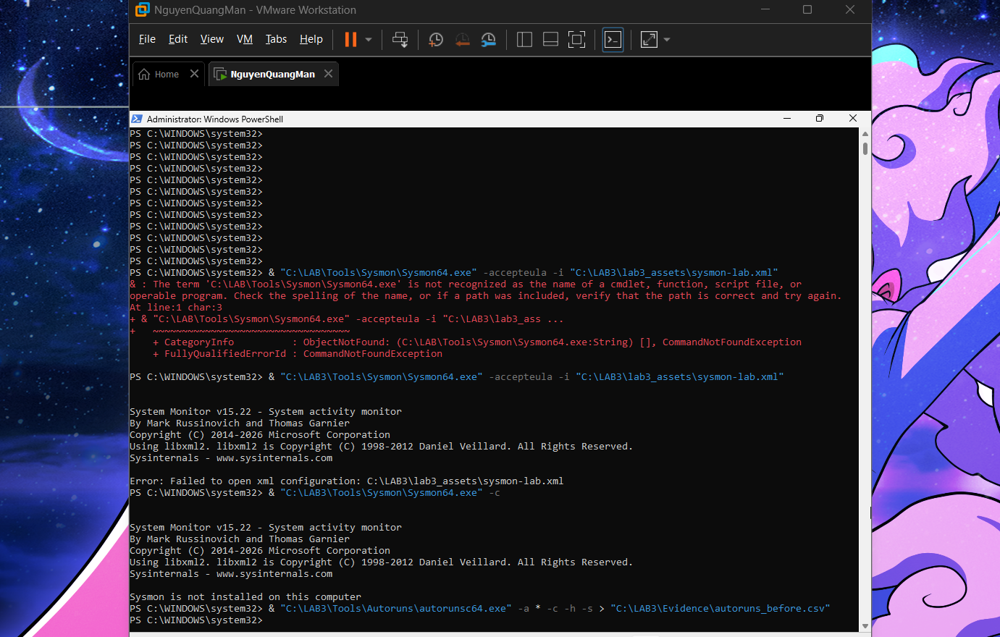 NguyenQuangMan - VMware Workstation
File Edit View VM Tabs Help
Home NguyenQuangMan
Administrator: Windows PowerShell
PS C:\WINDOWS\system32>
PS C:\WINDOWS\system32>
PS C:\WINDOWS\system32>
PS C:\WINDOWS\system32>
PS C:\WINDOWS\system32>
PS C:\WINDOWS\system32>
PS C:\WINDOWS\system32>
PS C:\WINDOWS\system32>
PS C:\WINDOWS\system32>
PS C:\WINDOWS\system32>
PS C:\WINDOWS\system32>
PS C:\WINDOWS\system32>
PS C:\WINDOWS\system32> & "C:\LAB\Tools\Sysmon\Sysmon64.exe" -accepteula -i "C:\LAB3\lab3_assets\sysmon-lab.xml"
& : The term 'C:\LAB\Tools\Sysmon\Sysmon64.exe' is not recognized as the name of a cmdlet, function, script file, or
operable program. Check the spelling of the name, or if a path was included, verify that the path is correct and try again.
At line:1 char:3
+ & "C:\LAB\Tools\Sysmon\Sysmon64.exe" -accepteula -i "C:\LAB3\lab3_ass ...
+   ~~~~~~~~~~~~~~~~~~~~~~~~~~~~~~~~~~
    + CategoryInfo          : ObjectNotFound: (C:\LAB\Tools\Sysmon\Sysmon64.exe:String) [], CommandNotFoundException
    + FullyQualifiedErrorId : CommandNotFoundException
PS C:\WINDOWS\system32> & "C:\LAB3\Tools\Sysmon\Sysmon64.exe" -accepteula -i "C:\LAB3\lab3_assets\sysmon-lab.xml"
System Monitor v15.22 - System activity monitor
By Mark Russinovich and Thomas Garnier
Copyright (C) 2014-2026 Microsoft Corporation
Using libxml2. libxml2 is Copyright (C) 1998-2012 Daniel Veillard. All Rights Reserved.
Sysinternals - www.sysinternals.com
Error: Failed to open xml configuration: C:\LAB3\lab3_assets\sysmon-lab.xml
PS C:\WINDOWS\system32> & "C:\LAB3\Tools\Sysmon\Sysmon64.exe" -c
System Monitor v15.22 - System activity monitor
By Mark Russinovich and Thomas Garnier
Copyright (C) 2014-2026 Microsoft Corporation
Using libxml2. libxml2 is Copyright (C) 1998-2012 Daniel Veillard. All Rights Reserved.
Sysinternals - www.sysinternals.com
Sysmon is not installed on this computer
PS C:\WINDOWS\system32> & "C:\LAB3\Tools\Autoruns\autorunsc64.exe" -a * -c -h -s > "C:\LAB3\Evidence\autoruns_before.csv"
PS C:\WINDOWS\system32>